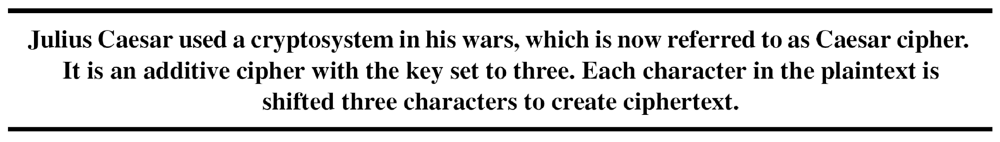 Julius Caesar used a cryptosystem in his wars, which is now referred to as Caesar cipher.
It is an additive cipher with the key set to three. Each character in the plaintext is
shifted three characters to create ciphertext.